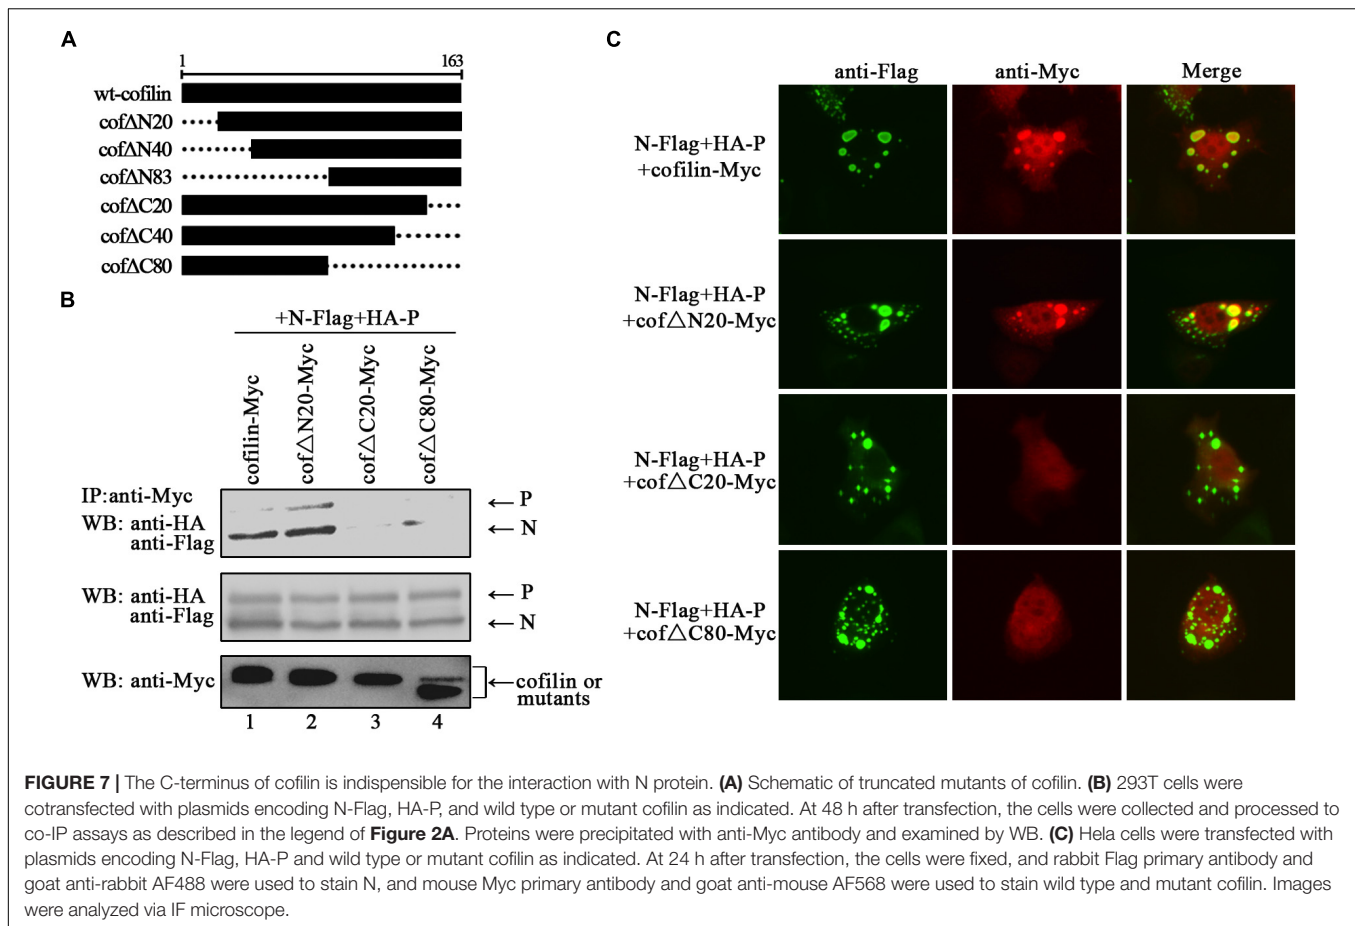 A
1 163
wt-cofilin
cofΔN20
cofΔN40
cofΔN83
cofΔC20
cofΔC40
cofΔC80
B
+N-Flag+HA-P
cofilin-Myc
cof△N20-Myc
cof△C20-Myc
cof△C80-Myc
IP:anti-Myc
WB: anti-HA
anti-Flag
← P
← N
WB: anti-HA
anti-Flag
← P
← N
WB: anti-Myc
←cofilin or
mutants
1 2 3 4
C
anti-Flag anti-Myc Merge
N-Flag+HA-P
+cofilin-Myc
N-Flag+HA-P
+cof△N20-Myc
N-Flag+HA-P
+cof△C20-Myc
N-Flag+HA-P
+cof△C80-Myc
FIGURE 7 | The C-terminus of cofilin is indispensible for the interaction with N protein. (A) Schematic of truncated mutants of cofilin. (B) 293T cells were
cotransfected with plasmids encoding N-Flag, HA-P, and wild type or mutant cofilin as indicated. At 48 h after transfection, the cells were collected and processed to
co-IP assays as described in the legend of Figure 2A. Proteins were precipitated with anti-Myc antibody and examined by WB. (C) Hela cells were transfected with
plasmids encoding N-Flag, HA-P and wild type or mutant cofilin as indicated. At 24 h after transfection, the cells were fixed, and rabbit Flag primary antibody and
goat anti-rabbit AF488 were used to stain N, and mouse Myc primary antibody and goat anti-mouse AF568 were used to stain wild type and mutant cofilin. Images
were analyzed via IF microscope.